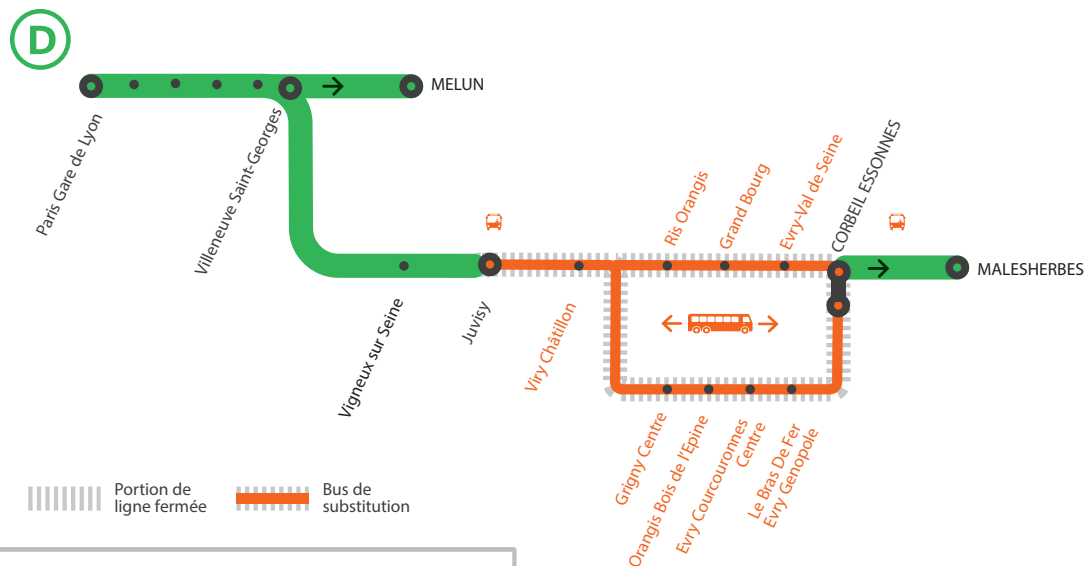 D
MELUN
Paris Gare de Lyon
Villeneuve Saint-Georges
Vigneux sur Seine
Juvisy
Viry Châtillon
Ris Orangis
Grand Bourg
Evry-Val de Seine
CORBEIL ESSONNES
MALESHERBES
Grigny Centre
Orangis Bois de l'Epine
Evry Courcouronnes
Centre
Le Bras De Fer
Evry Genopole
Portion de
ligne fermée
Bus de
substitution